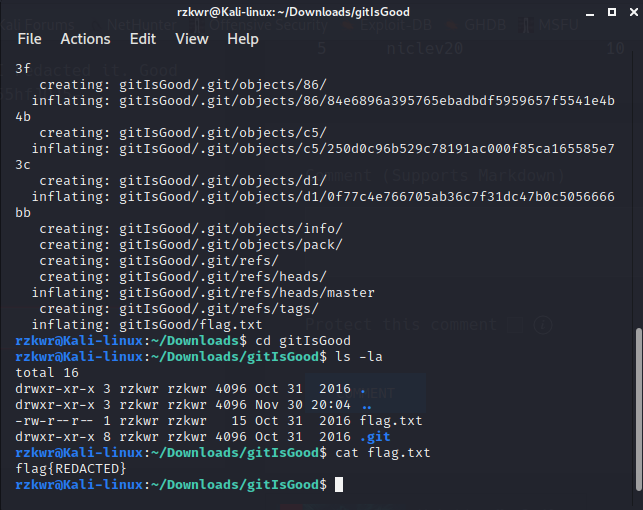 rzkwr@Kali-linux: ~/Downloads/gitIsGood
File Actions Edit View Help
3f
creating: gitIsGood/.git/objects/86/
inflating: gitIsGood/.git/objects/86/84e6896a395765ebadbdf5959657f5541e4b
4b
creating: gitIsGood/.git/objects/c5/
inflating: gitIsGood/.git/objects/c5/250d0c96b529c78191ac000f85ca165585e7
3c
creating: gitIsGood/.git/objects/d1/
inflating: gitIsGood/.git/objects/d1/0f77c4e766705ab36c7f31dc47b0c5056666
bb
creating: gitIsGood/.git/objects/info/
creating: gitIsGood/.git/objects/pack/
creating: gitIsGood/.git/refs/
creating: gitIsGood/.git/refs/heads/
inflating: gitIsGood/.git/refs/heads/master
creating: gitIsGood/.git/refs/tags/
inflating: gitIsGood/flag.txt
rzkwr@Kali-linux:~/Downloads$ cd gitIsGood
rzkwr@Kali-linux:~/Downloads/gitIsGood$ ls -la
total 16
drwxr-xr-x 3 rzkwr rzkwr 4096 Oct 31 2016 .
drwxr-xr-x 3 rzkwr rzkwr 4096 Nov 30 20:04 ..
-rw-r--r-- 1 rzkwr rzkwr 15 Oct 31 2016 flag.txt
drwxr-xr-x 8 rzkwr rzkwr 4096 Oct 31 2016 .git
rzkwr@Kali-linux:~/Downloads/gitIsGood$ cat flag.txt
flag{REDACTED}
rzkwr@Kali-linux:~/Downloads/gitIsGood$